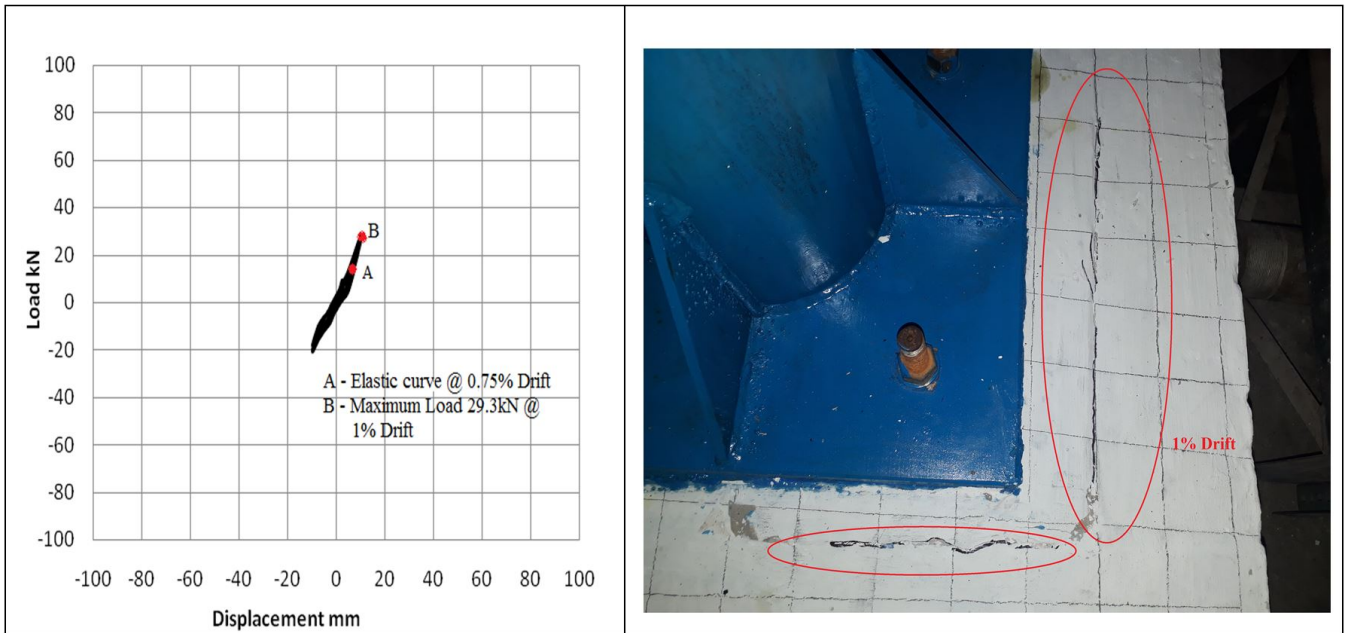 100
80
60
40
20
0
-20
-40
-60
-80
-100
Load kN
B
A
A - Elastic curve @ 0.75% Drift
B - Maximum Load 29.3kN @
1% Drift
-100 -80 -60 -40 -20 0 20 40 60 80 100
Displacement mm
1% Drift